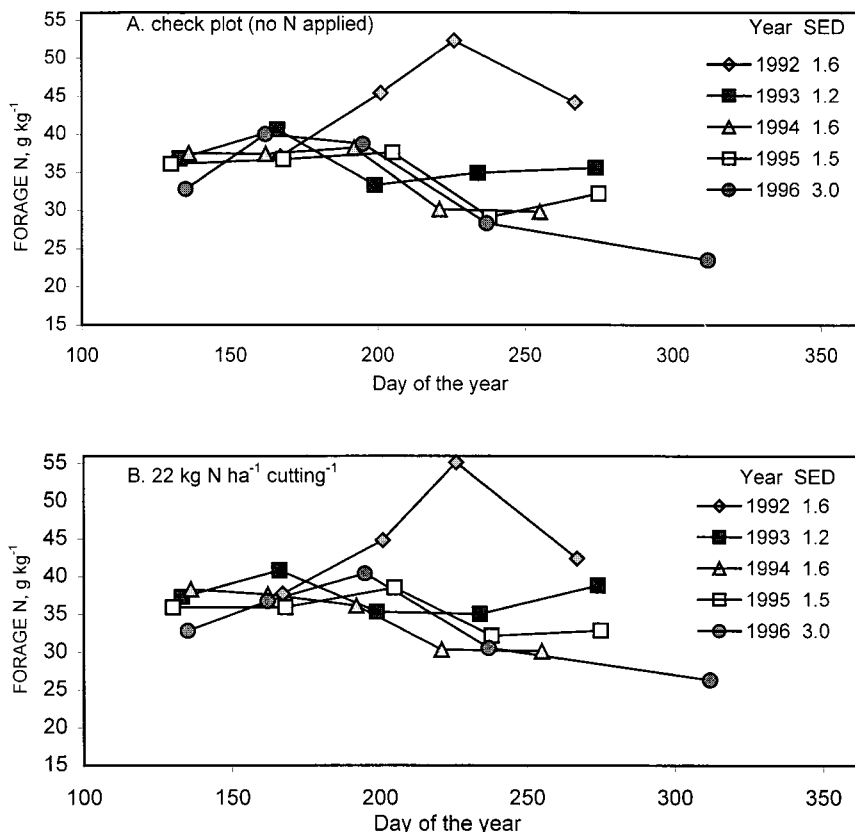 A. check plot (no N applied)
Year SED
1992 1.6
1993 1.2
1994 1.6
1995 1.5
1996 3.0
FORAGE N, g kg-1
55
50
45
40
35
30
25
20
15
100 150 200 250 300 350
Day of the year
B. 22 kg N ha-1 cutting-1
Year SED
1992 1.6
1993 1.2
1994 1.6
1995 1.5
1996 3.0
FORAGE N, g kg-1
55
50
45
40
35
30
25
20
15
100 150 200 250 300 350
Day of the year